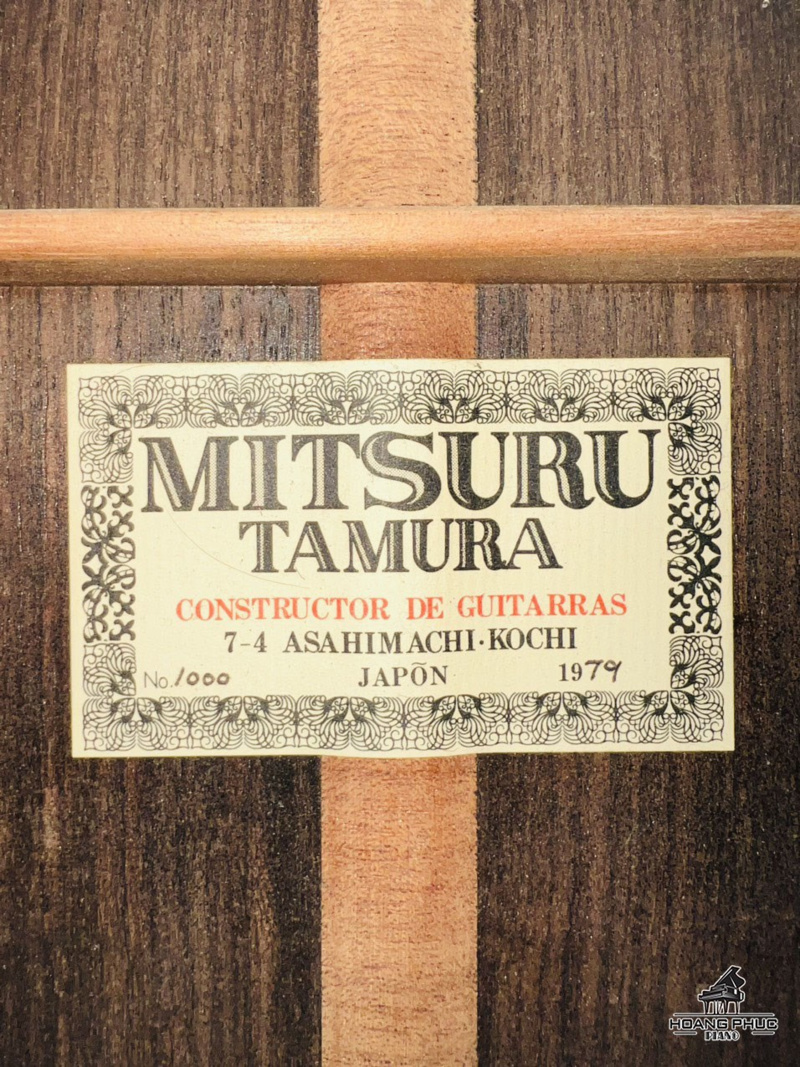 MITSURU
TAMURA
CONSTRUCTOR DE GUITARRAS
7-4 ASAHIMACHI·KOCHI
No. 1000 JAPÕN 1979
HOANG PHUC
PIANO